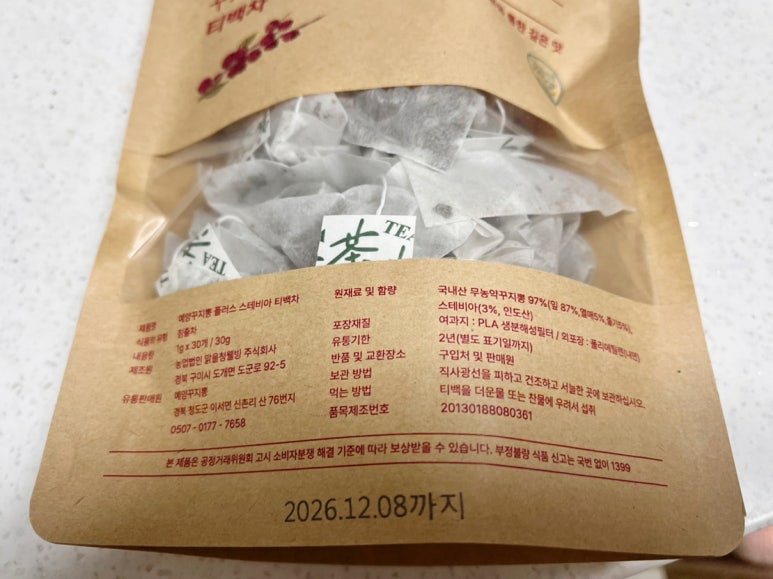 티백차
깊은 맛
TEA
茶
TEA
제품명 예양꾸지뽕 플러스 스테비아 티백차
식품유형 침출차
내용량 1g x 30개 / 30g
제조원 농업법인 맑을청웰빙 주식회사
경북 구미시 도개면 도군로 92-5
유통판매원 예양꾸지뽕
경북 청도군 이서면 신촌리 산 76번지
0507 - 0177 - 7658
원재료 및 함량 국내산 무농약꾸지뽕 97%(잎 87%,열매5%,줄기5%),
스테비아(3%, 인도산)
포장재질 여과지 : PLA 생분해성필터 / 외포장 : 폴리에틸렌(내면)
유통기한 2년(별도 표기일까지)
반품 및 교환장소 구입처 및 판매원
보관 방법 직사광선을 피하고 건조하고 서늘한 곳에 보관하십시오.
먹는 방법 티백을 더운물 또는 찬물에 우려서 섭취
품목제조번호 20130188080361
본 제품은 공정거래위원회 고시 소비자분쟁 해결 기준에 따라 보상받을 수 있습니다. 부정불량 식품 신고는 국번 없이 1399
2026.12.08까지